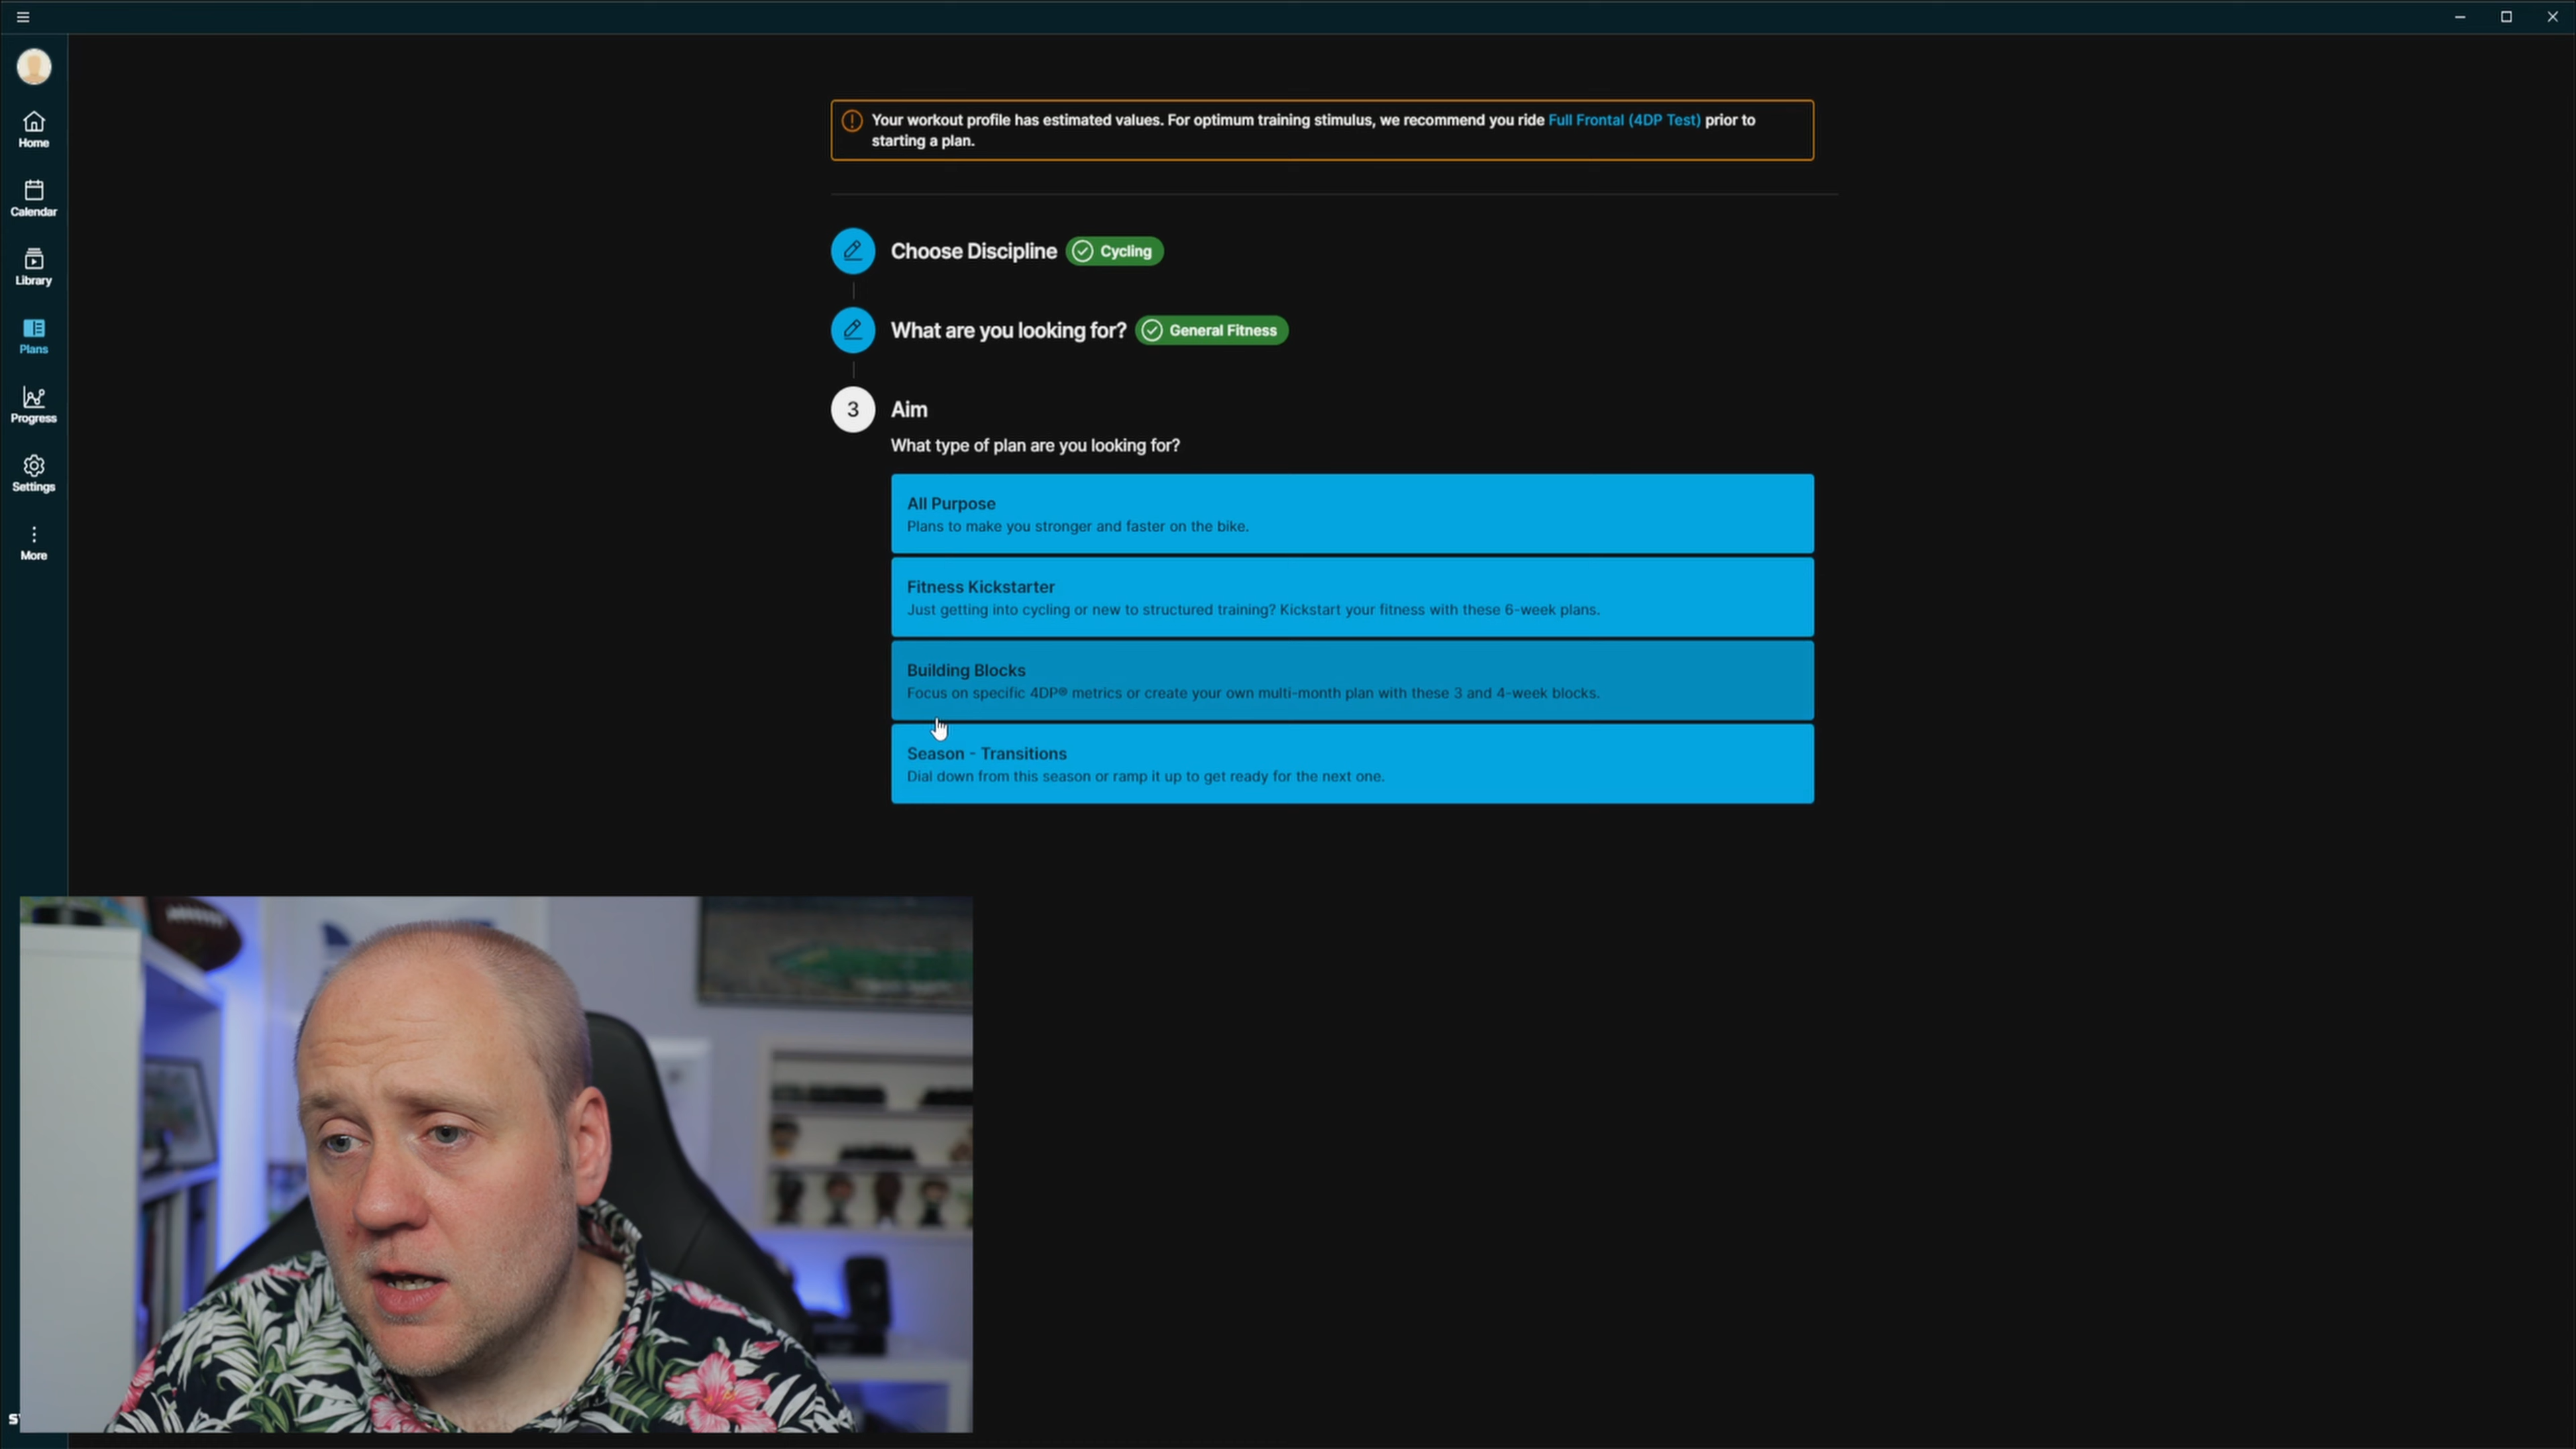 Home
Calendar
Library
Plans
Progress
Settings
More
Your workout profile has estimated values. For optimum training stimulus, we recommend you ride Full Frontal (4DP Test) prior to
starting a plan.
Choose Discipline Cycling
What are you looking for? General Fitness
3 Aim
What type of plan are you looking for?
All Purpose
Plans to make you stronger and faster on the bike.
Fitness Kickstarter
Just getting into cycling or new to structured training? Kickstart your fitness with these 6-week plans.
Building Blocks
Focus on specific 4DP® metrics or create your own multi-month plan with these 3 and 4-week blocks.
Season - Transitions
Dial down from this season or ramp it up to get ready for the next one.